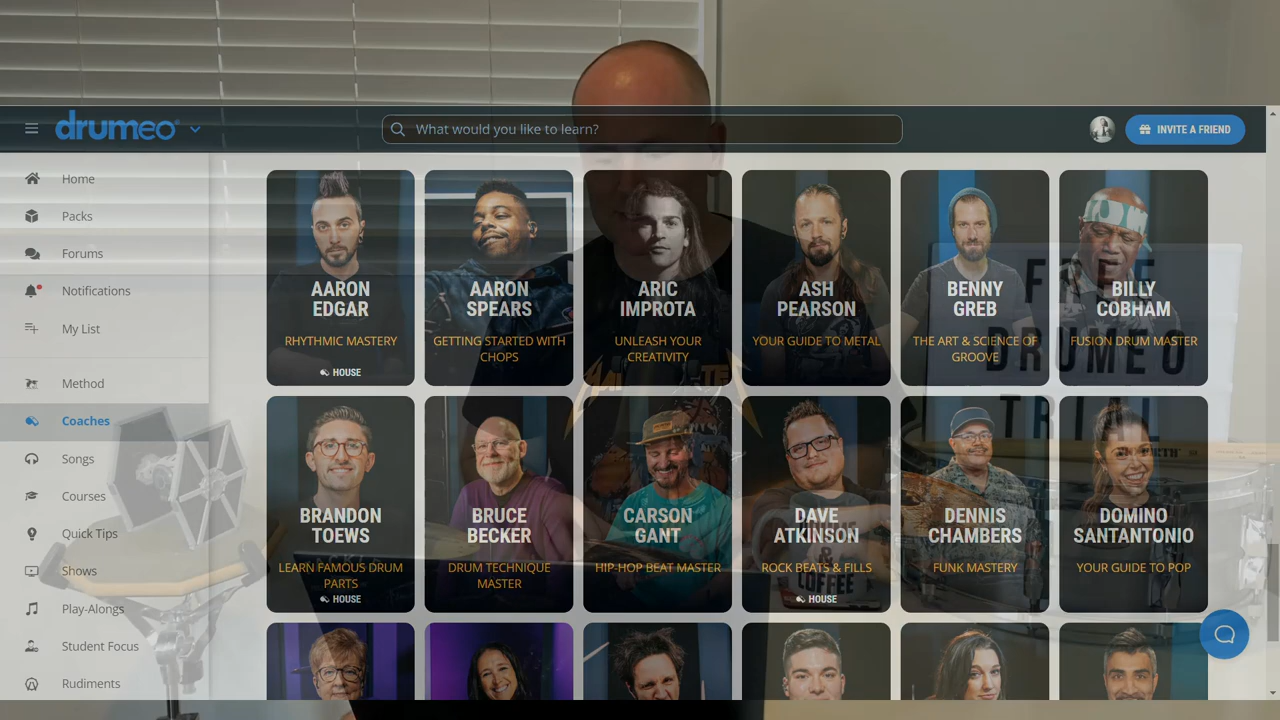 drumeo
What would you like to learn?
INVITE A FRIEND
Home
Packs
Forums
Notifications
My List
Method
Coaches
Songs
Courses
Quick Tips
Shows
Play-Alongs
Student Focus
Rudiments
AARON
EDGAR
RHYTHMIC MASTERY
HOUSE
AARON
SPEARS
GETTING STARTED WITH
CHOPS
ARIC
IMPROTA
UNLEASH YOUR
CREATIVITY
ASH
PEARSON
YOUR GUIDE TO METAL
BENNY
GREB
THE ART & SCIENCE OF
GROOVE
BILLY
COBHAM
FUSION DRUM MASTER
FREE
DRUMEO
TRIAL
BRANDON
TOEWS
LEARN FAMOUS DRUM
PARTS
HOUSE
BRUCE
BECKER
DRUM TECHNIQUE
MASTER
CARSON
GANT
HIP-HOP BEAT MASTER
DAVE
ATKINSON
ROCK BEATS & FILLS
HOUSE
&
COFFEE
DENNIS
CHAMBERS
FUNK MASTERY
DOMINO
SANTANTONIO
YOUR GUIDE TO POP